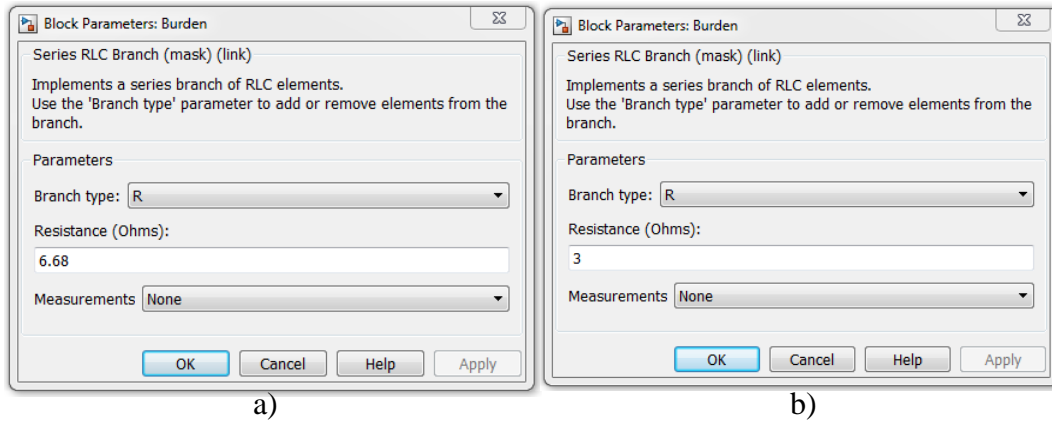 Block Parameters: Burden
Series RLC Branch (mask) (link)
Implements a series branch of RLC elements.
Use the 'Branch type' parameter to add or remove elements from the
branch.
Parameters
Branch type: R
Resistance (Ohms):
6.68
Measurements None
OK Cancel Help Apply
a)
Block Parameters: Burden
Series RLC Branch (mask) (link)
Implements a series branch of RLC elements.
Use the 'Branch type' parameter to add or remove elements from the
branch.
Parameters
Branch type: R
Resistance (Ohms):
3
Measurements None
OK Cancel Help Apply
b)